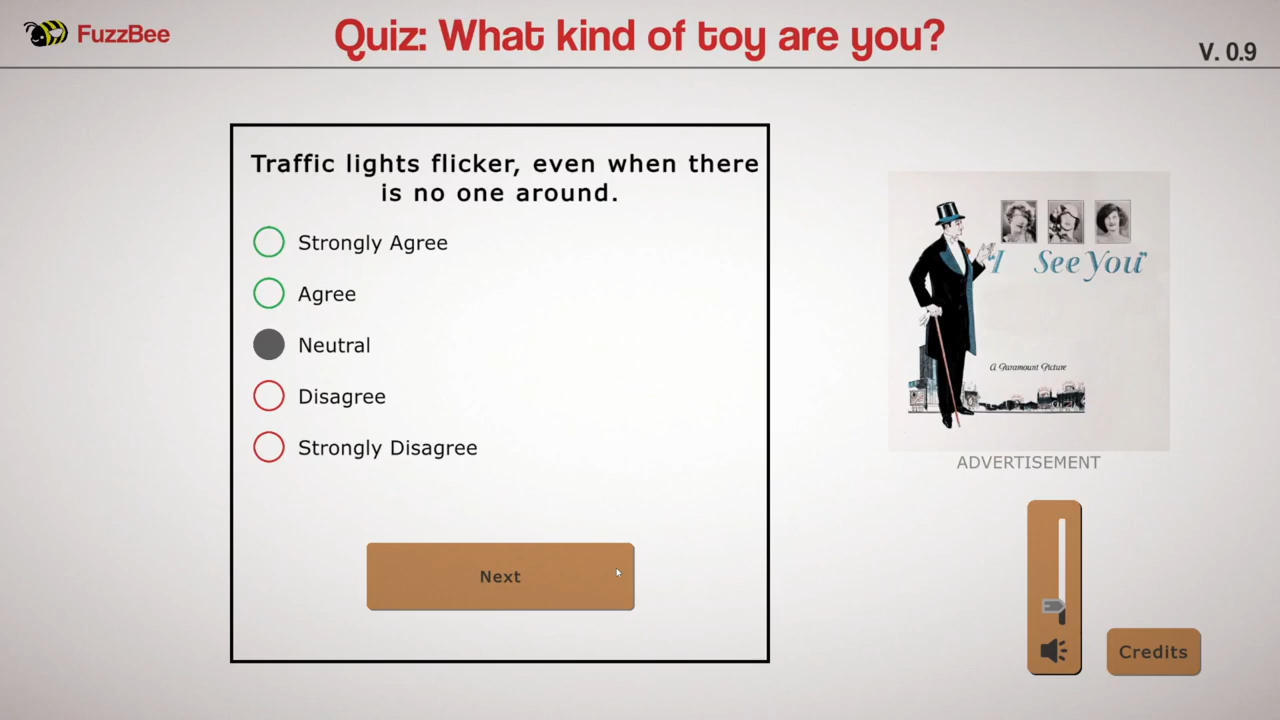 FuzzBee
Quiz: What kind of toy are you?
V. 0.9
Traffic lights flicker, even when there
is no one around.
Strongly Agree
Agree
Neutral
Disagree
Strongly Disagree
Next
"I See You"
A Paramount Picture
ADVERTISEMENT
Credits